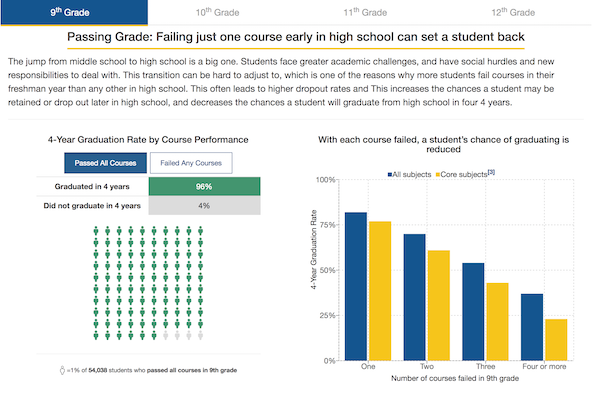 9th Grade
10th Grade
11th Grade
12th Grade
Passing Grade: Failing just one course early in high school can set a student back
The jump from middle school to high school is a big one. Students face greater academic challenges, and have social hurdles and new
responsibilities to deal with. This transition can be hard to adjust to, which is one of the reasons why more students fail courses in their
freshman year than any other in high school. This often leads to higher dropout rates and This increases the chances a student may be
retained or drop out later in high school, and decreases the chances a student will graduate from high school in four 4 years.
4-Year Graduation Rate by Course Performance
Passed All Courses
Failed Any Courses
Graduated in 4 years
96%
Did not graduate in 4 years
4%
=1% of 54,038 students who passed all courses in 9th grade
With each course failed, a student's chance of graduating is
reduced
All subjects
Core subjects[3]
4-Year Graduation Rate
100%
75%
50%
25%
0%
One
Two
Three
Four or more
Number of courses failed in 9th grade